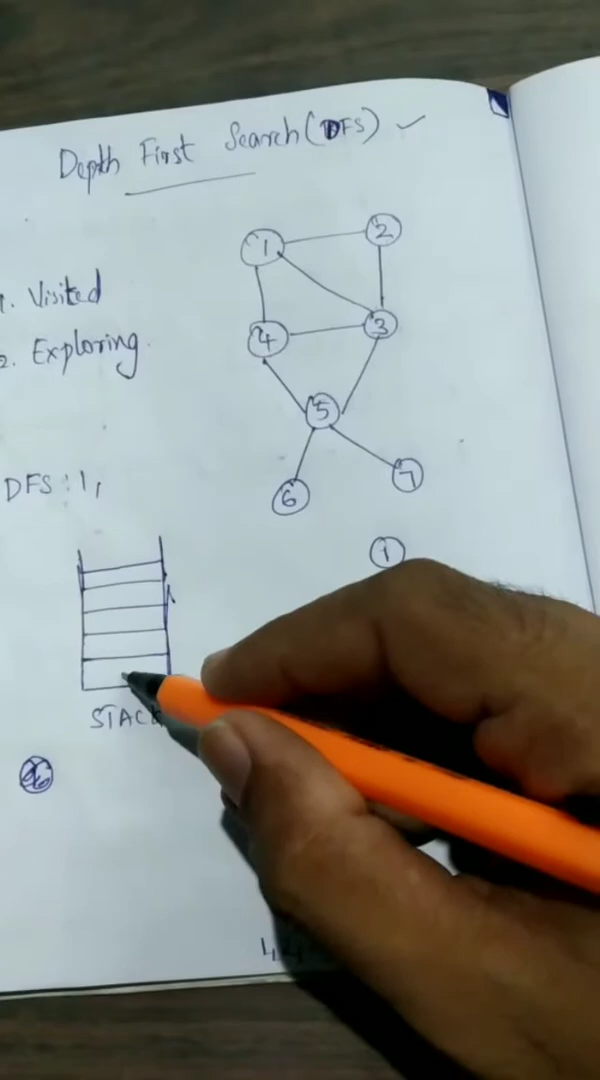 Depth First Search (DFS) ✓
1 2
1. Visited
4 3
2. Exploring.
5
6 7
DFS : 1,
1
STACK